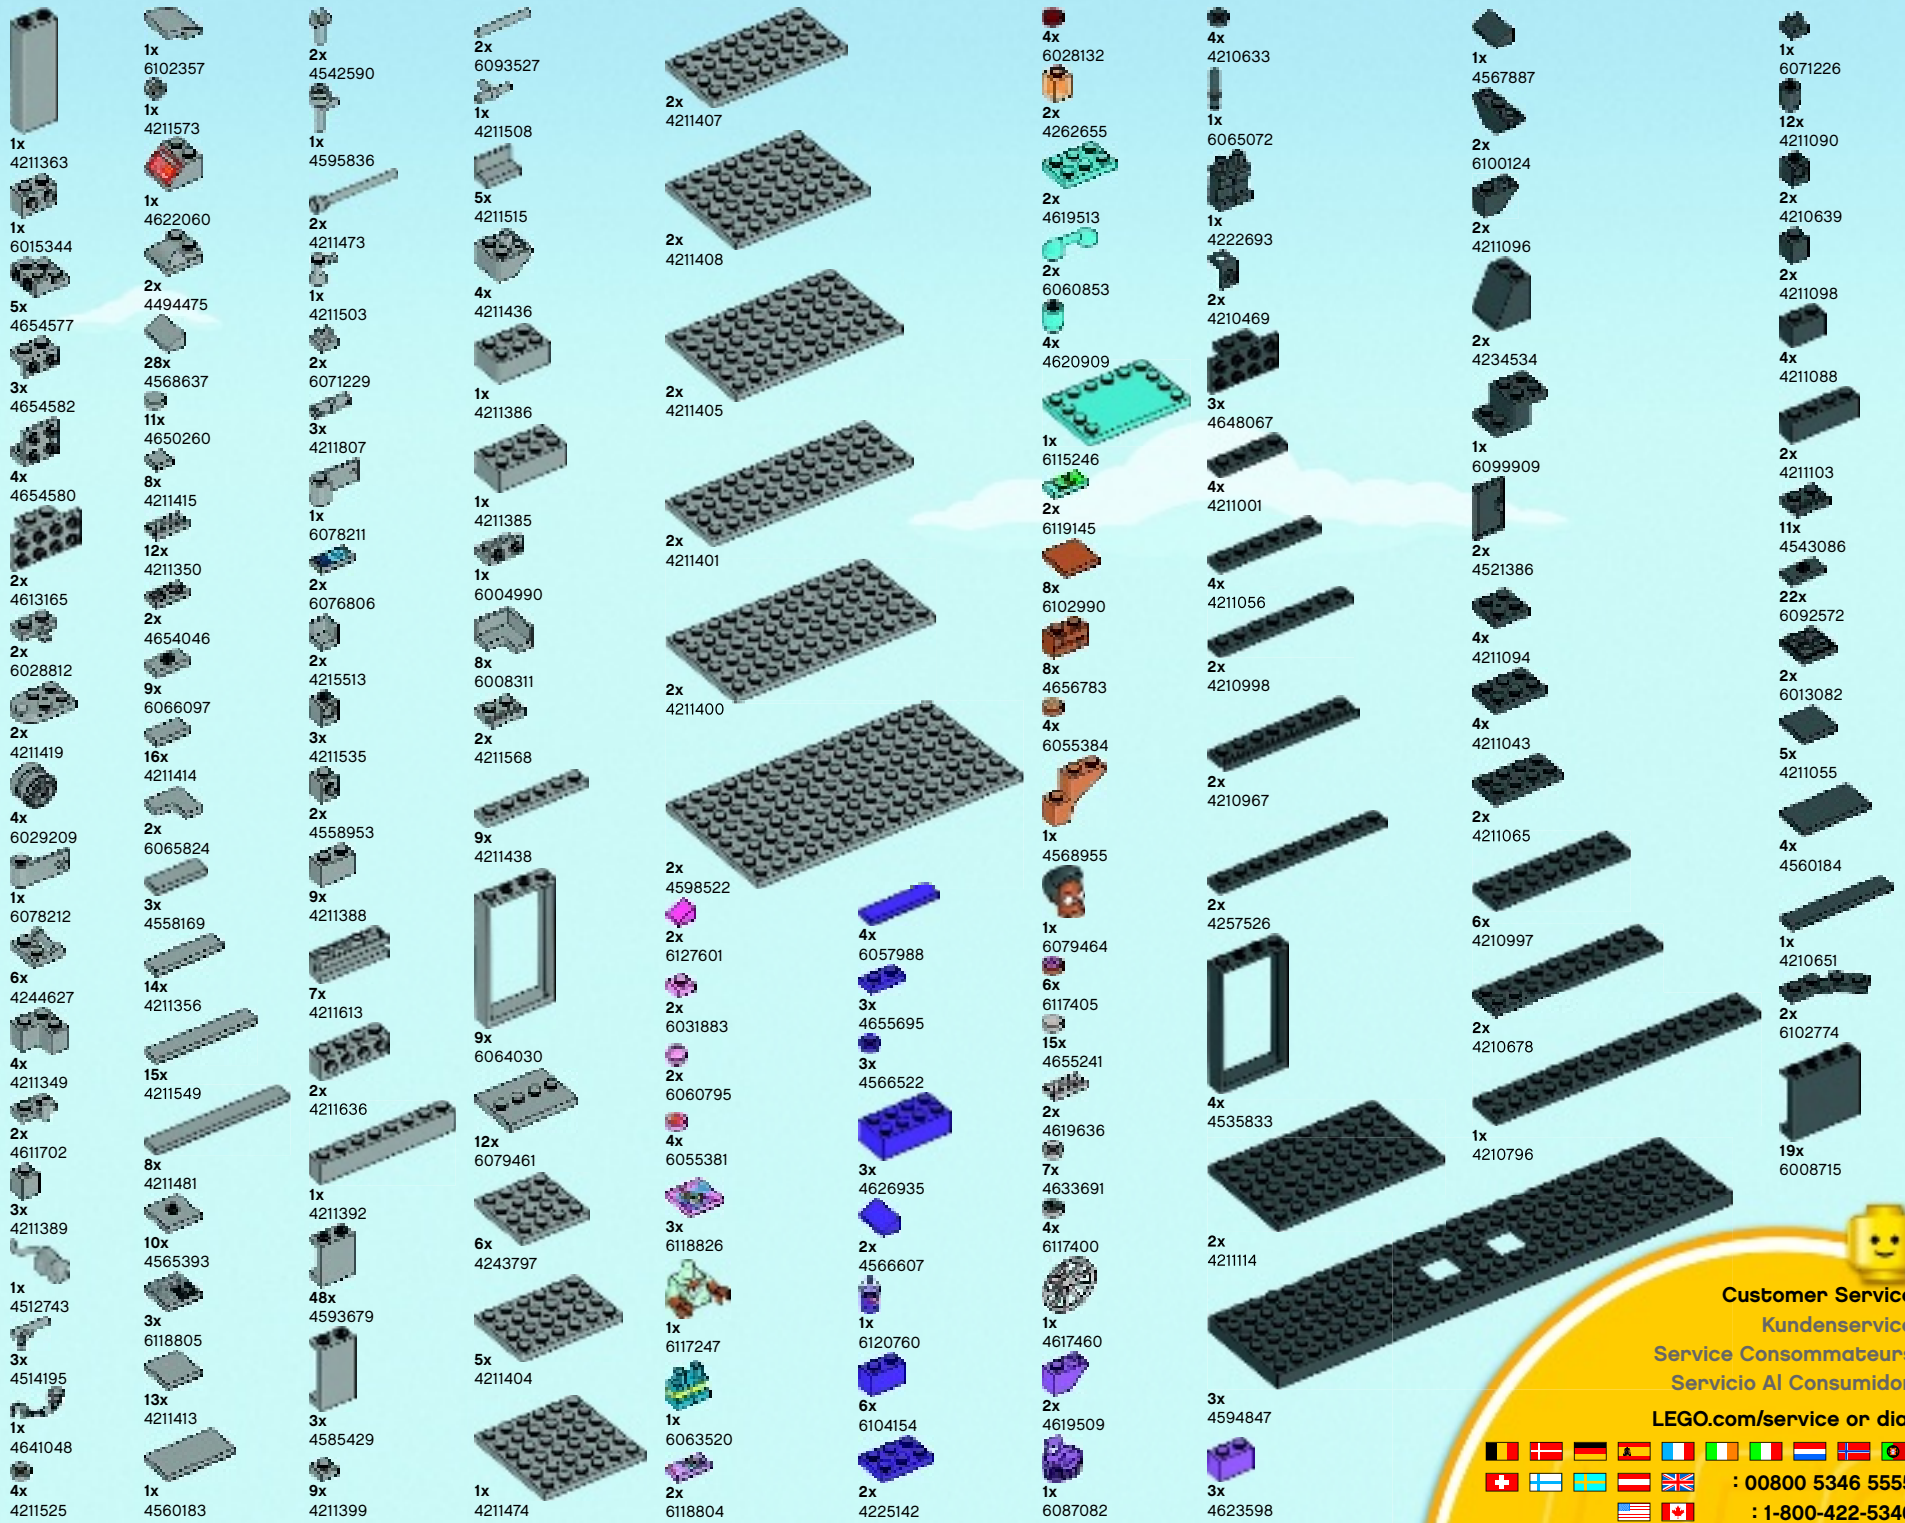 1x
4211363
1x
6015344
5x
4654577
3x
4654582
4x
4654580
2x
4613165
2x
6028812
2x
4211419
4x
6029209
1x
6078212
6x
4244627
4x
4211349
2x
4611702
3x
4211389
1x
4512743
3x
4514195
1x
4641048
4x
4211525
1x
6102357
1x
4211573
1x
4622060
2x
4494475
28x
4568637
11x
4650260
8x
4211415
12x
4211350
2x
4654046
9x
6066097
16x
4211414
2x
6065824
3x
4558169
14x
4211356
15x
4211549
8x
4211481
10x
4565393
3x
6118805
13x
4211413
1x
4560183
2x
4542590
1x
4595836
2x
4211473
1x
4211503
2x
6071229
3x
4211807
1x
6078211
2x
6076806
2x
4215513
3x
4211535
2x
4558953
9x
4211388
7x
4211613
2x
4211636
1x
4211392
48x
4593679
3x
4585429
9x
4211399
2x
6093527
1x
4211508
5x
4211515
4x
4211436
1x
4211386
1x
4211385
1x
6004990
8x
6008311
2x
4211568
9x
4211438
9x
6064030
12x
6079461
6x
4243797
5x
4211404
1x
4211474
2x
4211407
2x
4211408
2x
4211405
2x
4211401
2x
4211400
2x
4598522
2x
6127601
2x
6031883
2x
6060795
4x
6055381
3x
6118826
1x
6117247
1x
6063520
2x
6118804
4x
6057988
3x
4655695
3x
4566522
3x
4626935
2x
4566607
1x
6120760
6x
6104154
2x
4225142
4x
6028132
2x
4262655
2x
4619513
2x
6060853
4x
4620909
1x
6115246
2x
6119145
8x
6102990
8x
4656783
4x
6055384
1x
4568955
1x
6079464
6x
6117405
15x
4655241
2x
4619636
7x
4633691
4x
6117400
1x
4617460
2x
4619509
1x
6087082
4x
4210633
1x
6065072
1x
4222693
2x
4210469
3x
4648067
4x
4211001
4x
4211056
2x
4210998
2x
4210967
2x
4257526
4x
4535833
2x
4211114
3x
4594847
3x
4623598
1x
4567887
2x
6100124
2x
4211096
2x
4234534
1x
6099909
2x
4521386
4x
4211094
4x
4211043
2x
4211065
6x
4210997
2x
4210678
1x
4210796
1x
6071226
12x
4211090
2x
4210639
2x
4211098
4x
4211088
2x
4211103
11x
4543086
22x
6092572
2x
6013082
5x
4211055
4x
4560184
1x
4210651
2x
6102774
19x
6008715
Customer Service
Kundenservice
Service Consommateurs
Servicio Al Consumidor
LEGO.com/service or dia
: 00800 5346 5555
: 1-800-422-5346